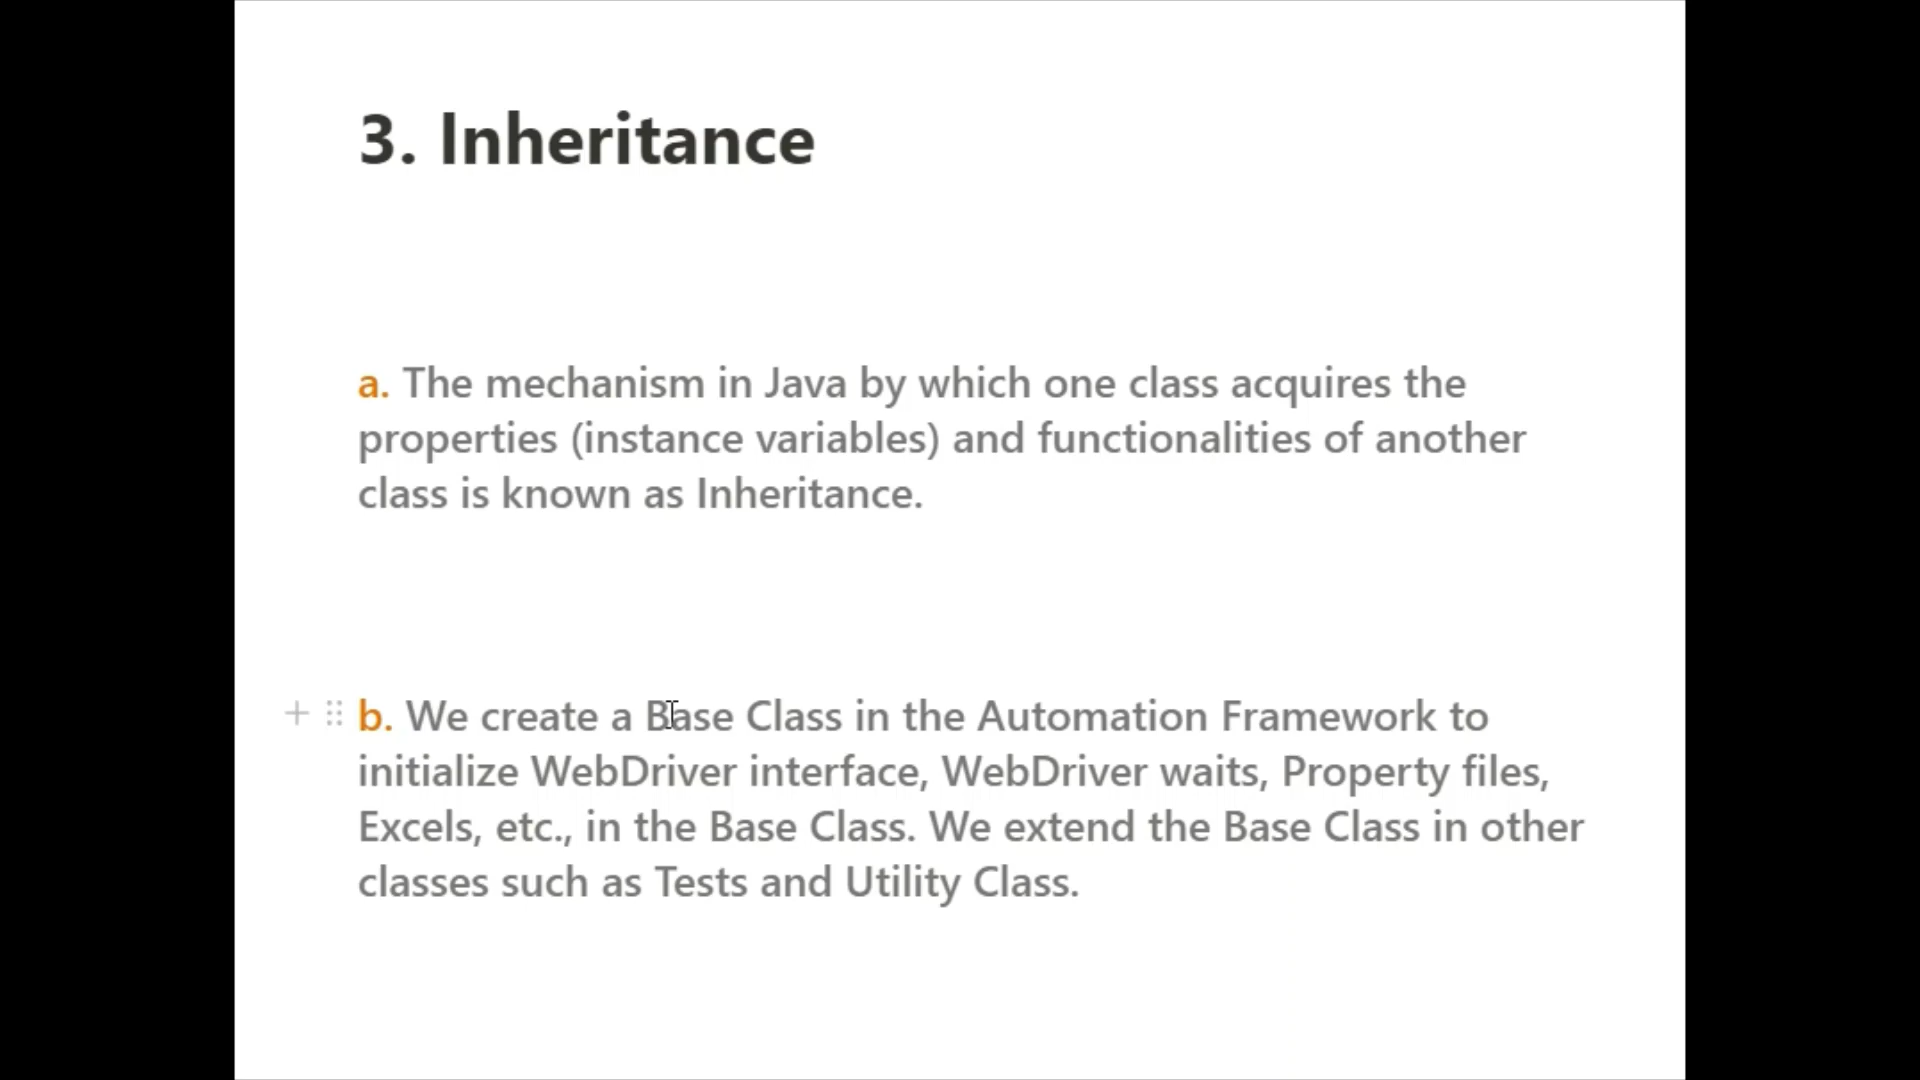 3. Inheritance
a. The mechanism in Java by which one class acquires the
properties (instance variables) and functionalities of another
class is known as Inheritance.
b. We create a Base Class in the Automation Framework to
initialize WebDriver interface, WebDriver waits, Property files,
Excels, etc., in the Base Class. We extend the Base Class in other
classes such as Tests and Utility Class.